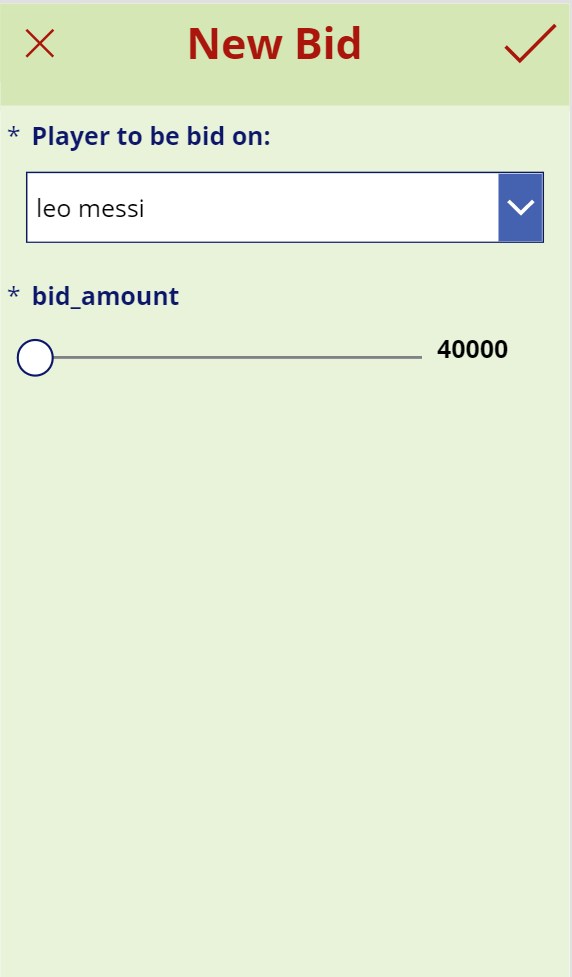 New Bid
* Player to be bid on:
leo messi
* bid_amount
40000